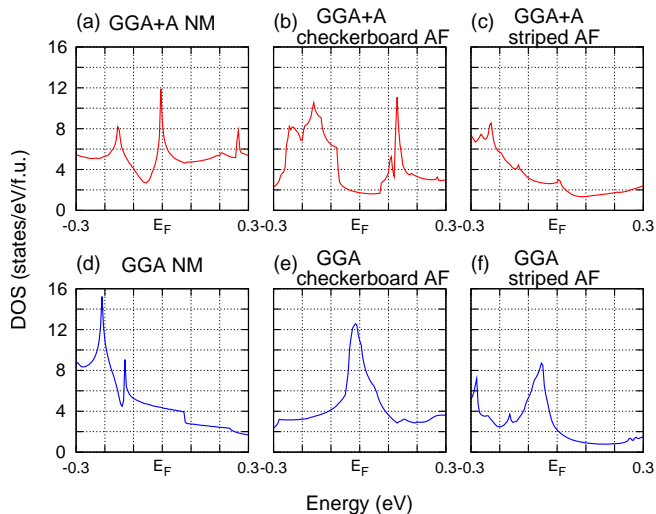 (a) GGA+A NM
(b) GGA+A
checkerboard AF
(c) GGA+A
striped AF
16
12
8
4
0
-0.3 E_F 0.3
-0.3 E_F 0.3
-0.3 E_F 0.3
DOS (states/eV/f.u.)
(d) GGA NM
(e) GGA
checkerboard AF
(f) GGA
striped AF
16
12
8
4
0
-0.3 E_F 0.3
-0.3 E_F 0.3
-0.3 E_F 0.3
Energy (eV)